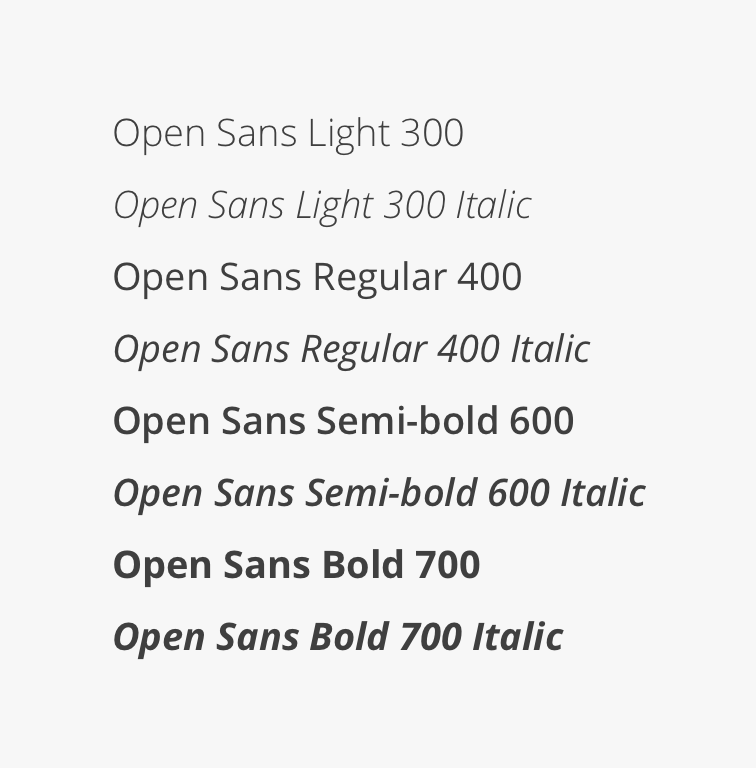 Open Sans Light 300
Open Sans Light 300 Italic
Open Sans Regular 400
Open Sans Regular 400 Italic
Open Sans Semi-bold 600
Open Sans Semi-bold 600 Italic
Open Sans Bold 700
Open Sans Bold 700 Italic